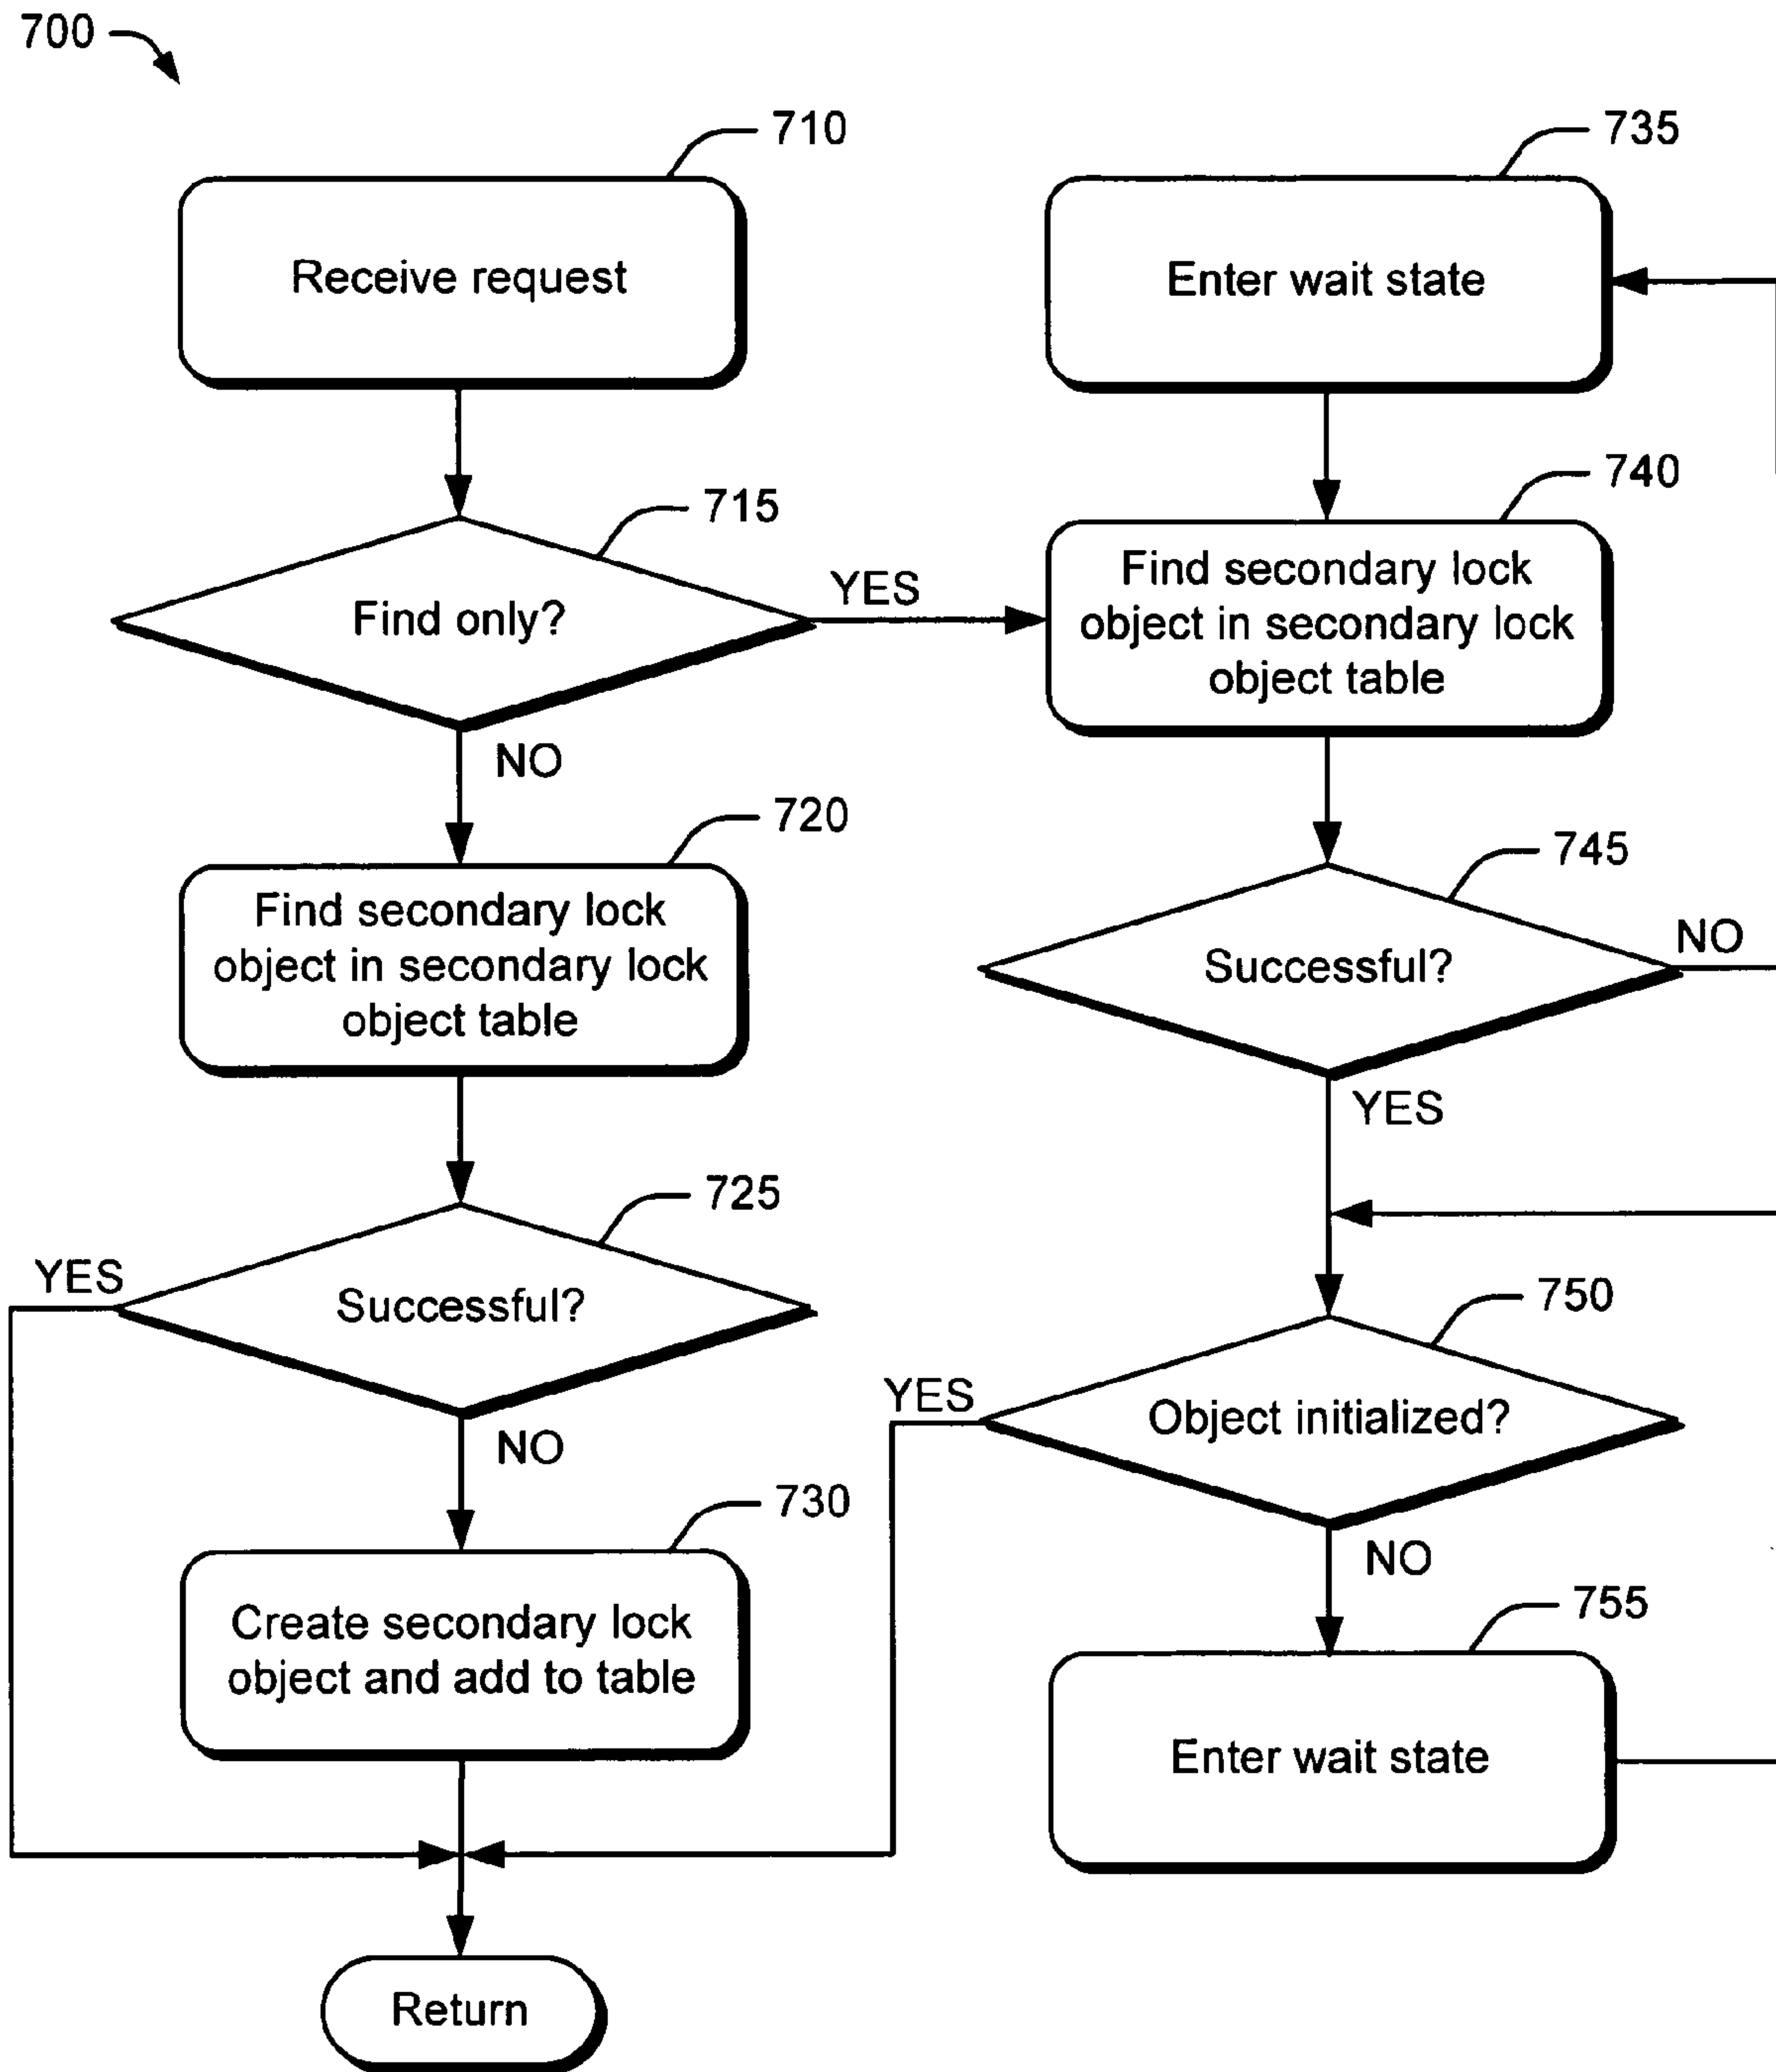 700
710
Receive request
715
Find only?
YES
NO
720
Find secondary lock
object in secondary lock
object table
725
YES
Successful?
NO
730
Create secondary lock
object and add to table
Return
735
Enter wait state
740
Find secondary lock
object in secondary lock
object table
745
Successful?
NO
YES
750
YES
Object initialized?
NO
755
Enter wait state